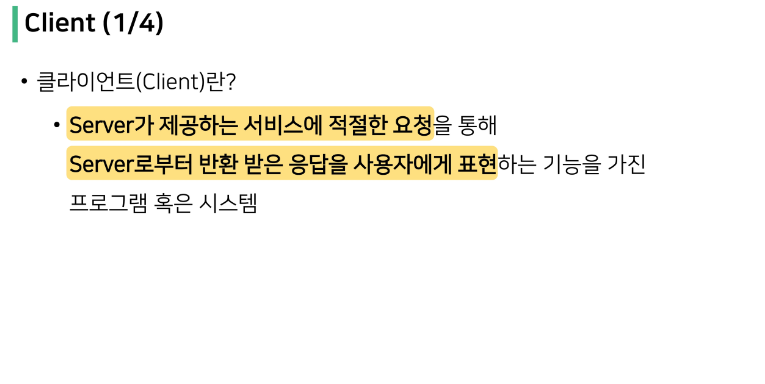 Client (1/4)
• 클라이언트(Client)란?
• Server가 제공하는 서비스에 적절한 요청을 통해
Server로부터 반환 받은 응답을 사용자에게 표현하는 기능을 가진
프로그램 혹은 시스템